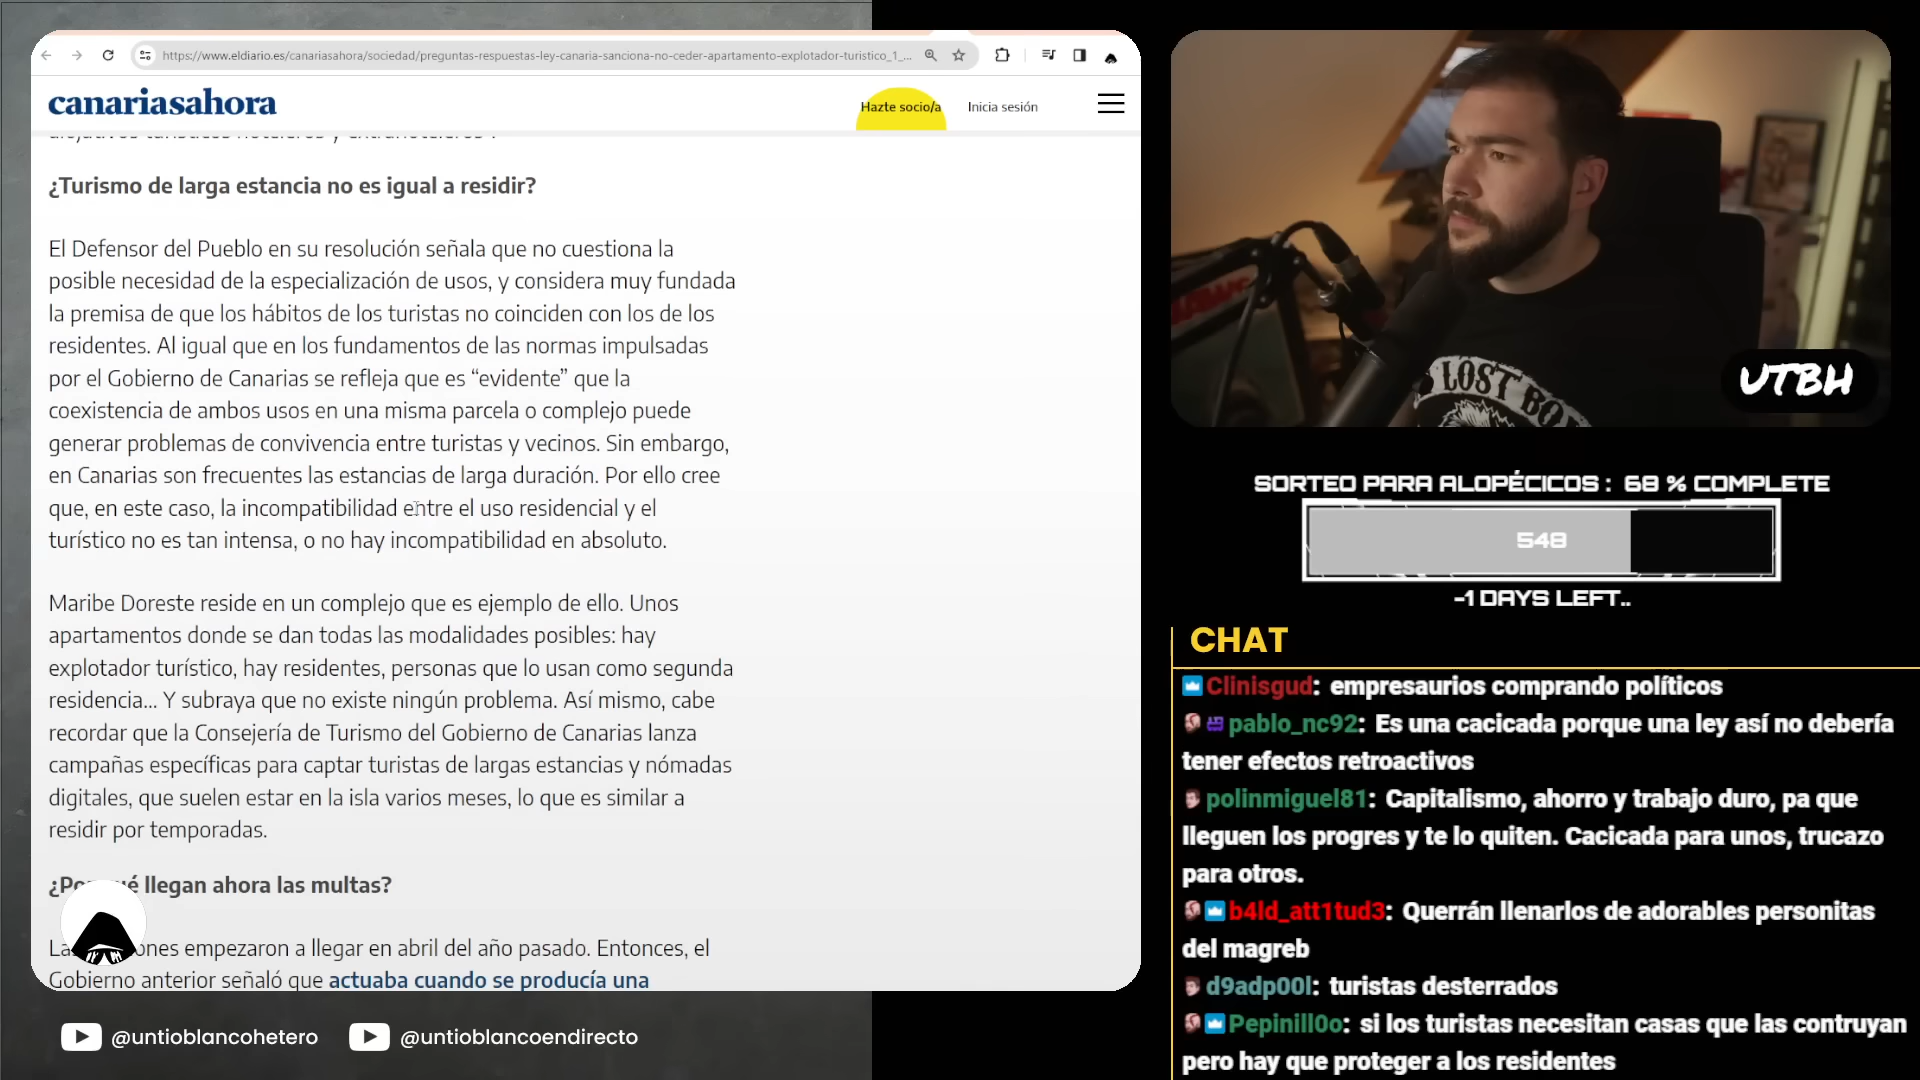 https://www.eldiario.es/canariasahora/sociedad/preguntas-respuestas-ley-canaria-sanciona-no-ceder-apartamento-explotador-turistico_1_...
canariasahora
Hazte socio/a
Inicia sesión
alojativos turísticos hoteleros y extrahoteleros".
¿Turismo de larga estancia no es igual a residir?
El Defensor del Pueblo en su resolución señala que no cuestiona la
posible necesidad de la especialización de usos, y considera muy fundada
la premisa de que los hábitos de los turistas no coinciden con los de los
residentes. Al igual que en los fundamentos de las normas impulsadas
por el Gobierno de Canarias se refleja que es “evidente” que la
coexistencia de ambos usos en una misma parcela o complejo puede
generar problemas de convivencia entre turistas y vecinos. Sin embargo,
en Canarias son frecuentes las estancias de larga duración. Por ello cree
que, en este caso, la incompatibilidad entre el uso residencial y el
turístico no es tan intensa, o no hay incompatibilidad en absoluto.
Maribe Doreste reside en un complejo que es ejemplo de ello. Unos
apartamentos donde se dan todas las modalidades posibles: hay
explotador turístico, hay residentes, personas que lo usan como segunda
residencia... Y subraya que no existe ningún problema. Así mismo, cabe
recordar que la Consejería de Turismo del Gobierno de Canarias lanza
campañas específicas para captar turistas de largas estancias y nómadas
digitales, que suelen estar en la isla varios meses, lo que es similar a
residir por temporadas.
¿Por qué llegan ahora las multas?
ones empezaron a llegar en abril del año pasado. Entonces, el
Gobierno anterior señaló que actuaba cuando se producía una
@untioblancohetero
@untioblancoendirecto
LOST BO
UTBH
SORTEO PARA ALOPÉCICOS : 68 % COMPLETE
548
-1 DAYS LEFT..
CHAT
Clinisgud: empresaurios comprando políticos
pablo_nc92: Es una cacicada porque una ley así no debería
tener efectos retroactivos
polinmiguel81: Capitalismo, ahorro y trabajo duro, pa que
lleguen los progres y te lo quiten. Cacicada para unos, trucazo
para otros.
b4ld_att1tud3: Querrán llenarlos de adorables personitas
del magreb
d9adp00l: turistas desterrados
Pepinill0o: si los turistas necesitan casas que las contruyan
pero hay que proteger a los residentes